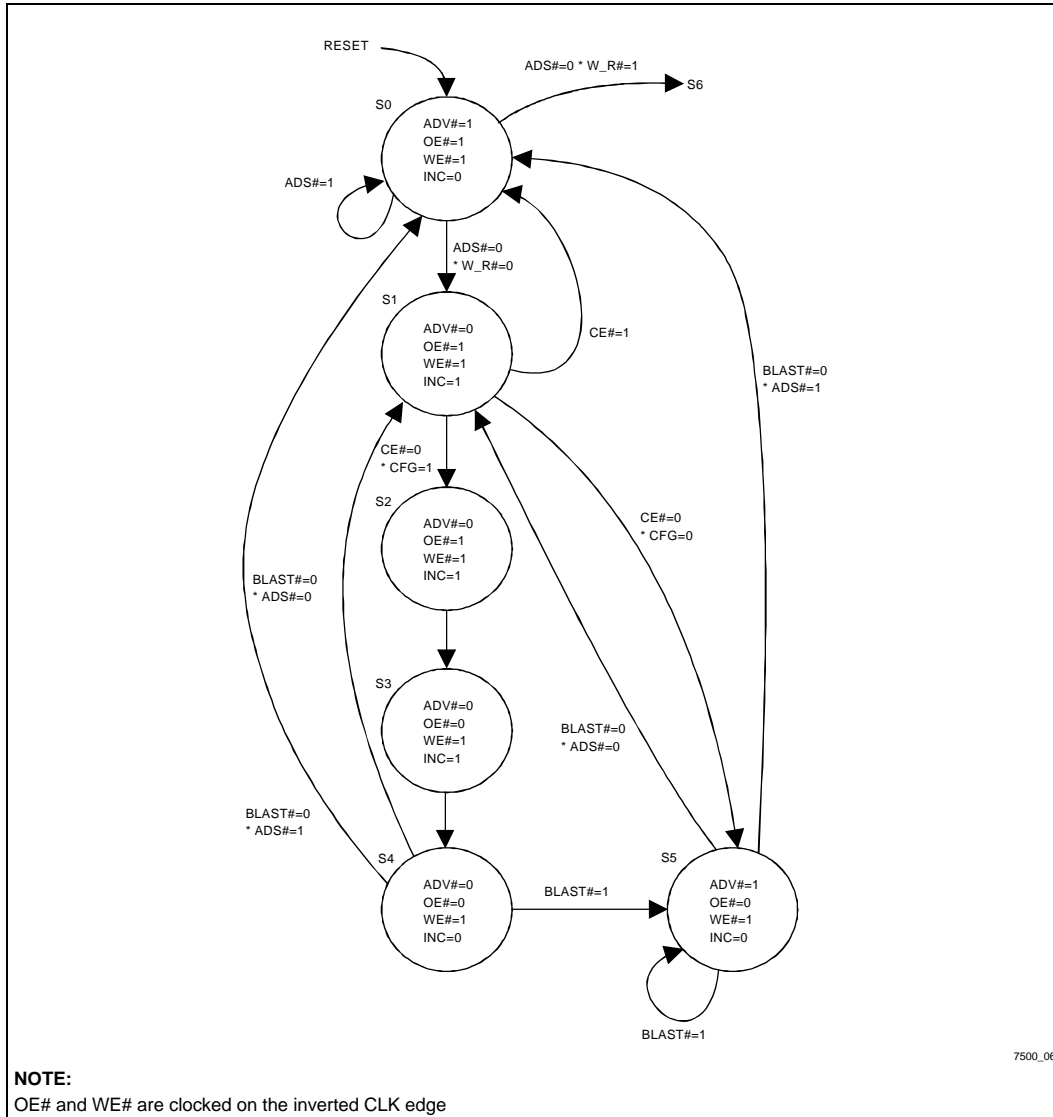 RESET
ADS#=0 * W_R#=1
S6
S0
ADV#=1
OE#=1
WE#=1
INC=0
ADS#=1
ADS#=0
* W_R#=0
S1
ADV#=0
OE#=1
WE#=1
INC=1
CE#=1
BLAST#=0
* ADS#=1
CE#=0
* CFG=1
S2
ADV#=0
OE#=1
WE#=1
INC=1
CE#=0
* CFG=0
BLAST#=0
* ADS#=0
S3
ADV#=0
OE#=0
WE#=1
INC=1
BLAST#=0
* ADS#=0
BLAST#=0
* ADS#=1
S4
ADV#=0
OE#=0
WE#=1
INC=0
BLAST#=1
S5
ADV#=1
OE#=0
WE#=1
INC=0
BLAST#=1
7500_06
NOTE:
OE# and WE# are clocked on the inverted CLK edge